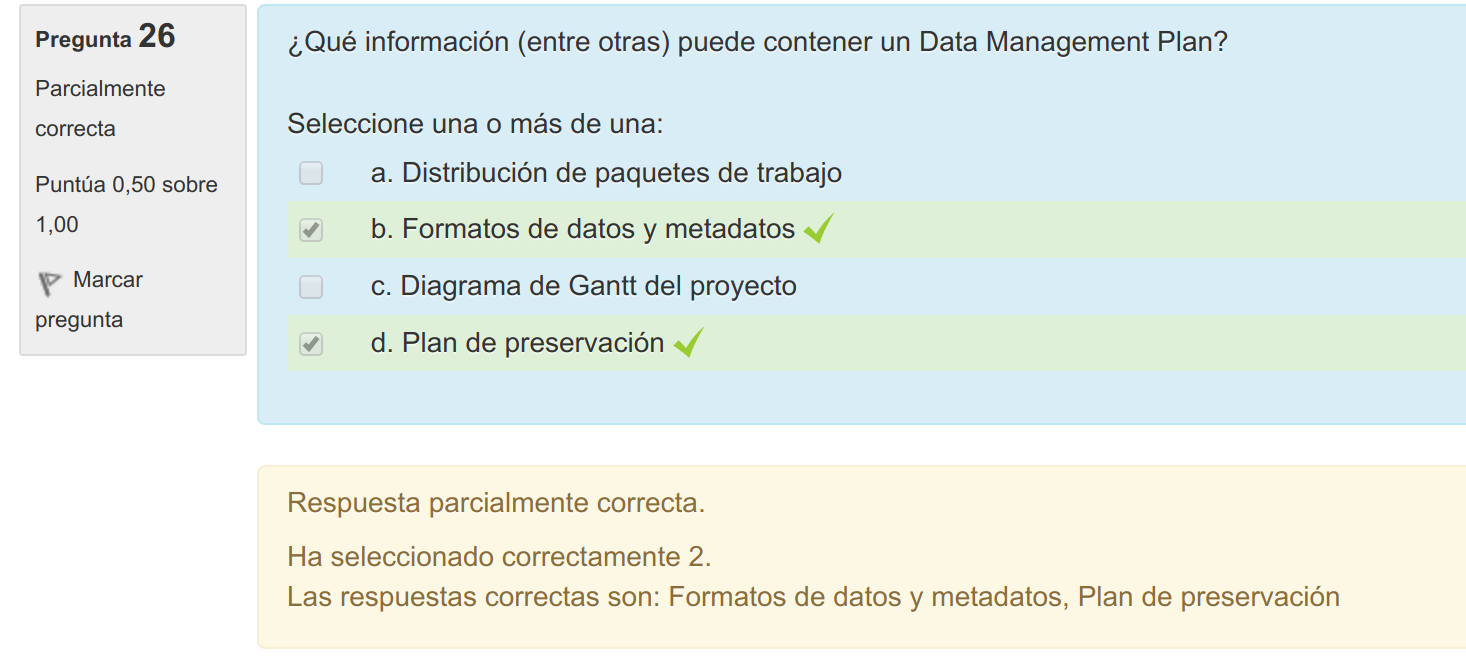 Pregunta 26
Parcialmente
correcta
Puntúa 0,50 sobre
1,00
Marcar
pregunta
¿Qué información (entre otras) puede contener un Data Management Plan?
Seleccione una o más de una:
a. Distribución de paquetes de trabajo
b. Formatos de datos y metadatos
c. Diagrama de Gantt del proyecto
d. Plan de preservación
Respuesta parcialmente correcta.
Ha seleccionado correctamente 2.
Las respuestas correctas son: Formatos de datos y metadatos, Plan de preservación